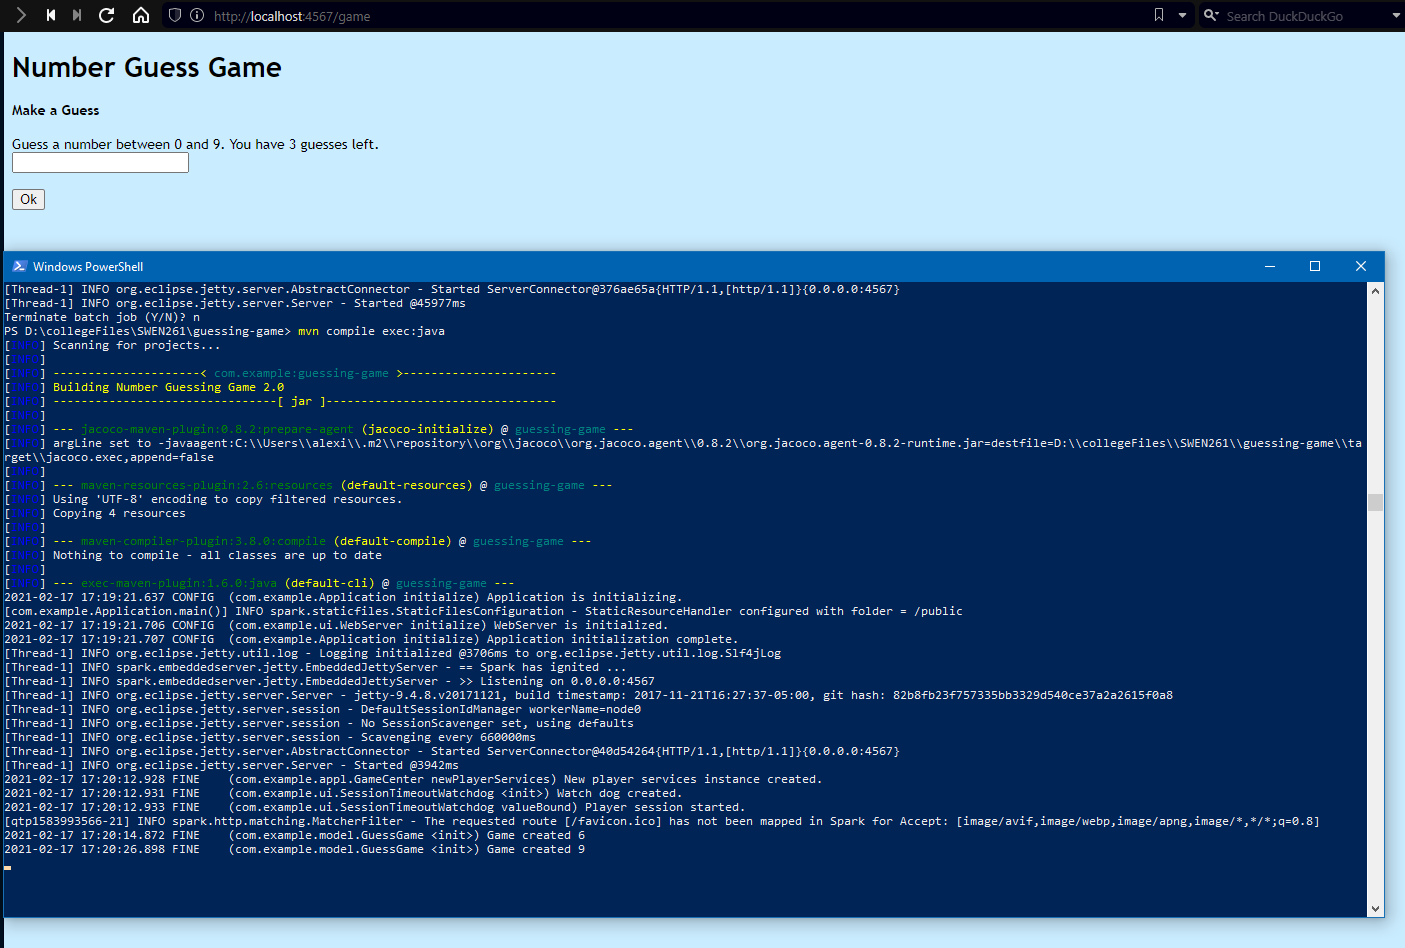 http://localhost:4567/game
Search DuckDuckGo
Number Guess Game
Make a Guess
Guess a number between 0 and 9. You have 3 guesses left.
Ok
Windows PowerShell
[Thread-1] INFO org.eclipse.jetty.server.AbstractConnector - Started ServerConnector@376ae65a{HTTP/1.1,[http/1.1]}{0.0.0.0:4567}
[Thread-1] INFO org.eclipse.jetty.server.Server - Started @45977ms
Terminate batch job (Y/N)? n
PS D:\collegeFiles\SWEN261\guessing-game> mvn compile exec:java
[INFO] Scanning for projects...
[INFO]
[INFO] ---------------------< com.example:guessing-game >----------------------
[INFO] Building Number Guessing Game 2.0
[INFO] --------------------------------[ jar ]---------------------------------
[INFO]
[INFO] --- jacoco-maven-plugin:0.8.2:prepare-agent (jacoco-initialize) @ guessing-game ---
[INFO] argLine set to -javaagent:C:\\Users\\alexi\\.m2\\repository\\org\\jacoco\\org.jacoco.agent\\0.8.2\\org.jacoco.agent-0.8.2-runtime.jar=destfile=D:\\collegeFiles\\SWEN261\\guessing-game\\ta
rget\\jacoco.exec,append=false
[INFO]
[INFO] --- maven-resources-plugin:2.6:resources (default-resources) @ guessing-game ---
[INFO] Using 'UTF-8' encoding to copy filtered resources.
[INFO] Copying 4 resources
[INFO]
[INFO] --- maven-compiler-plugin:3.8.0:compile (default-compile) @ guessing-game ---
[INFO] Nothing to compile - all classes are up to date
[INFO]
[INFO] --- exec-maven-plugin:1.6.0:java (default-cli) @ guessing-game ---
2021-02-17 17:19:21.637 CONFIG  (com.example.Application initialize) Application is initializing.
[com.example.Application.main()] INFO spark.staticfiles.StaticFilesConfiguration - StaticResourceHandler configured with folder = /public
2021-02-17 17:19:21.706 CONFIG  (com.example.ui.WebServer initialize) WebServer is initialized.
2021-02-17 17:19:21.707 CONFIG  (com.example.Application initialize) Application initialization complete.
[Thread-1] INFO org.eclipse.jetty.util.log - Logging initialized @3706ms to org.eclipse.jetty.util.log.Slf4jLog
[Thread-1] INFO spark.embeddedserver.jetty.EmbeddedJettyServer - == Spark has ignited ...
[Thread-1] INFO spark.embeddedserver.jetty.EmbeddedJettyServer - >> Listening on 0.0.0.0:4567
[Thread-1] INFO org.eclipse.jetty.server.Server - jetty-9.4.8.v20171121, build timestamp: 2017-11-21T16:27:37-05:00, git hash: 82b8fb23f757335bb3329d540ce37a2a2615f0a8
[Thread-1] INFO org.eclipse.jetty.server.session - DefaultSessionIdManager workerName=node0
[Thread-1] INFO org.eclipse.jetty.server.session - No SessionScavenger set, using defaults
[Thread-1] INFO org.eclipse.jetty.server.session - Scavenging every 660000ms
[Thread-1] INFO org.eclipse.jetty.server.AbstractConnector - Started ServerConnector@40d54264{HTTP/1.1,[http/1.1]}{0.0.0.0:4567}
[Thread-1] INFO org.eclipse.jetty.server.Server - Started @3942ms
2021-02-17 17:20:12.928 FINE    (com.example.appl.GameCenter newPlayerServices) New player services instance created.
2021-02-17 17:20:12.931 FINE    (com.example.ui.SessionTimeoutWatchdog <init>) Watch dog created.
2021-02-17 17:20:12.933 FINE    (com.example.ui.SessionTimeoutWatchdog valueBound) Player session started.
[qtp1583993566-21] INFO spark.http.matching.MatcherFilter - The requested route [/favicon.ico] has not been mapped in Spark for Accept: [image/avif,image/webp,image/apng,image/*,*/*;q=0.8]
2021-02-17 17:20:14.872 FINE    (com.example.model.GuessGame <init>) Game created 6
2021-02-17 17:20:26.898 FINE    (com.example.model.GuessGame <init>) Game created 9